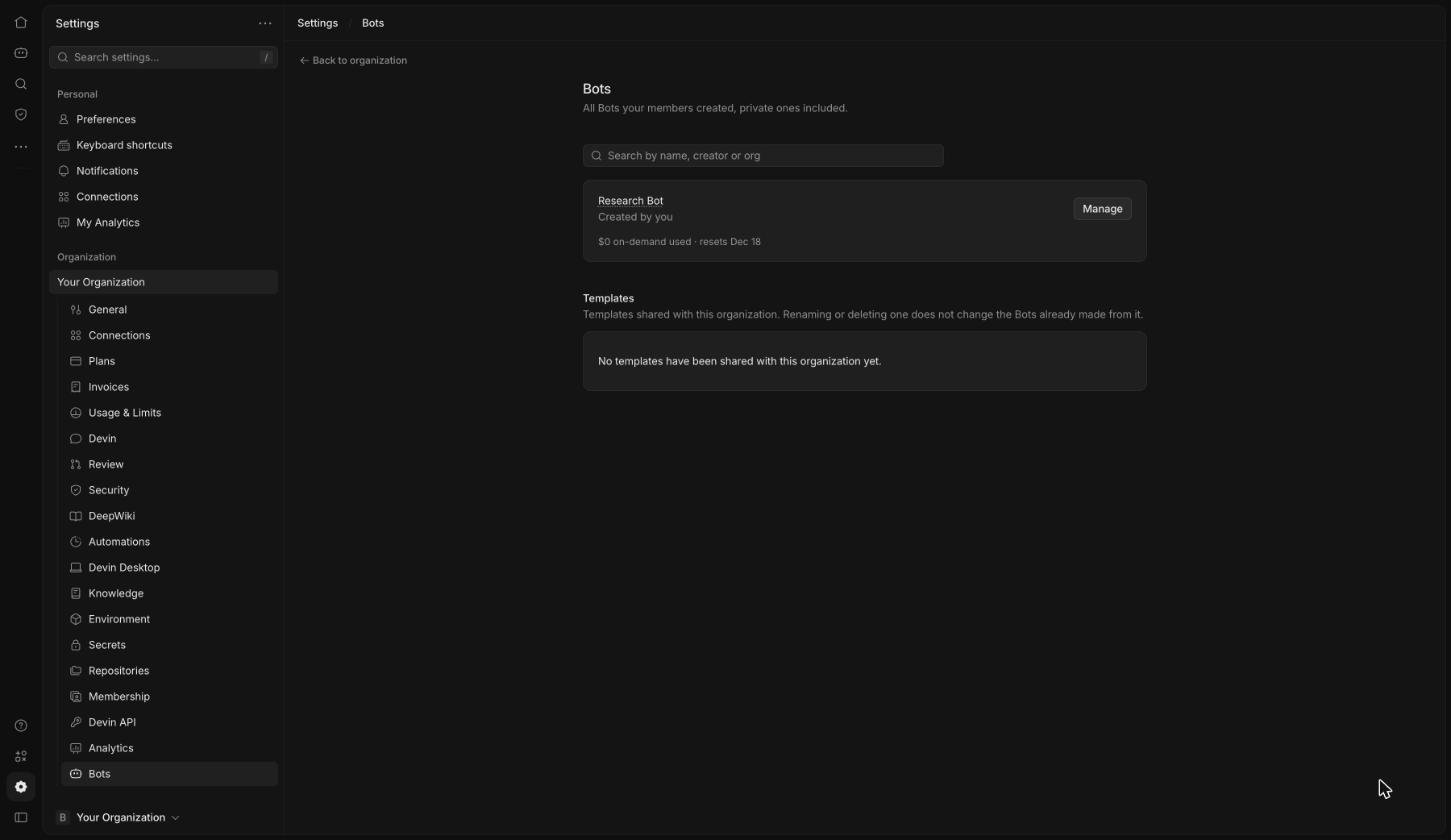 Settings
Search settings...
/
Personal
Preferences
Keyboard shortcuts
Notifications
Connections
My Analytics
Organization
Your Organization
General
Connections
Plans
Invoices
Usage & Limits
Devin
Review
Security
DeepWiki
Automations
Devin Desktop
Knowledge
Environment
Secrets
Repositories
Membership
Devin API
Analytics
Bots
B Your Organization
Settings / Bots
← Back to organization
Bots
All Bots your members created, private ones included.
Search by name, creator or org
Research Bot
Created by you
Manage
$0 on-demand used · resets Dec 18
Templates
Templates shared with this organization. Renaming or deleting one does not change the Bots already made from it.
No templates have been shared with this organization yet.